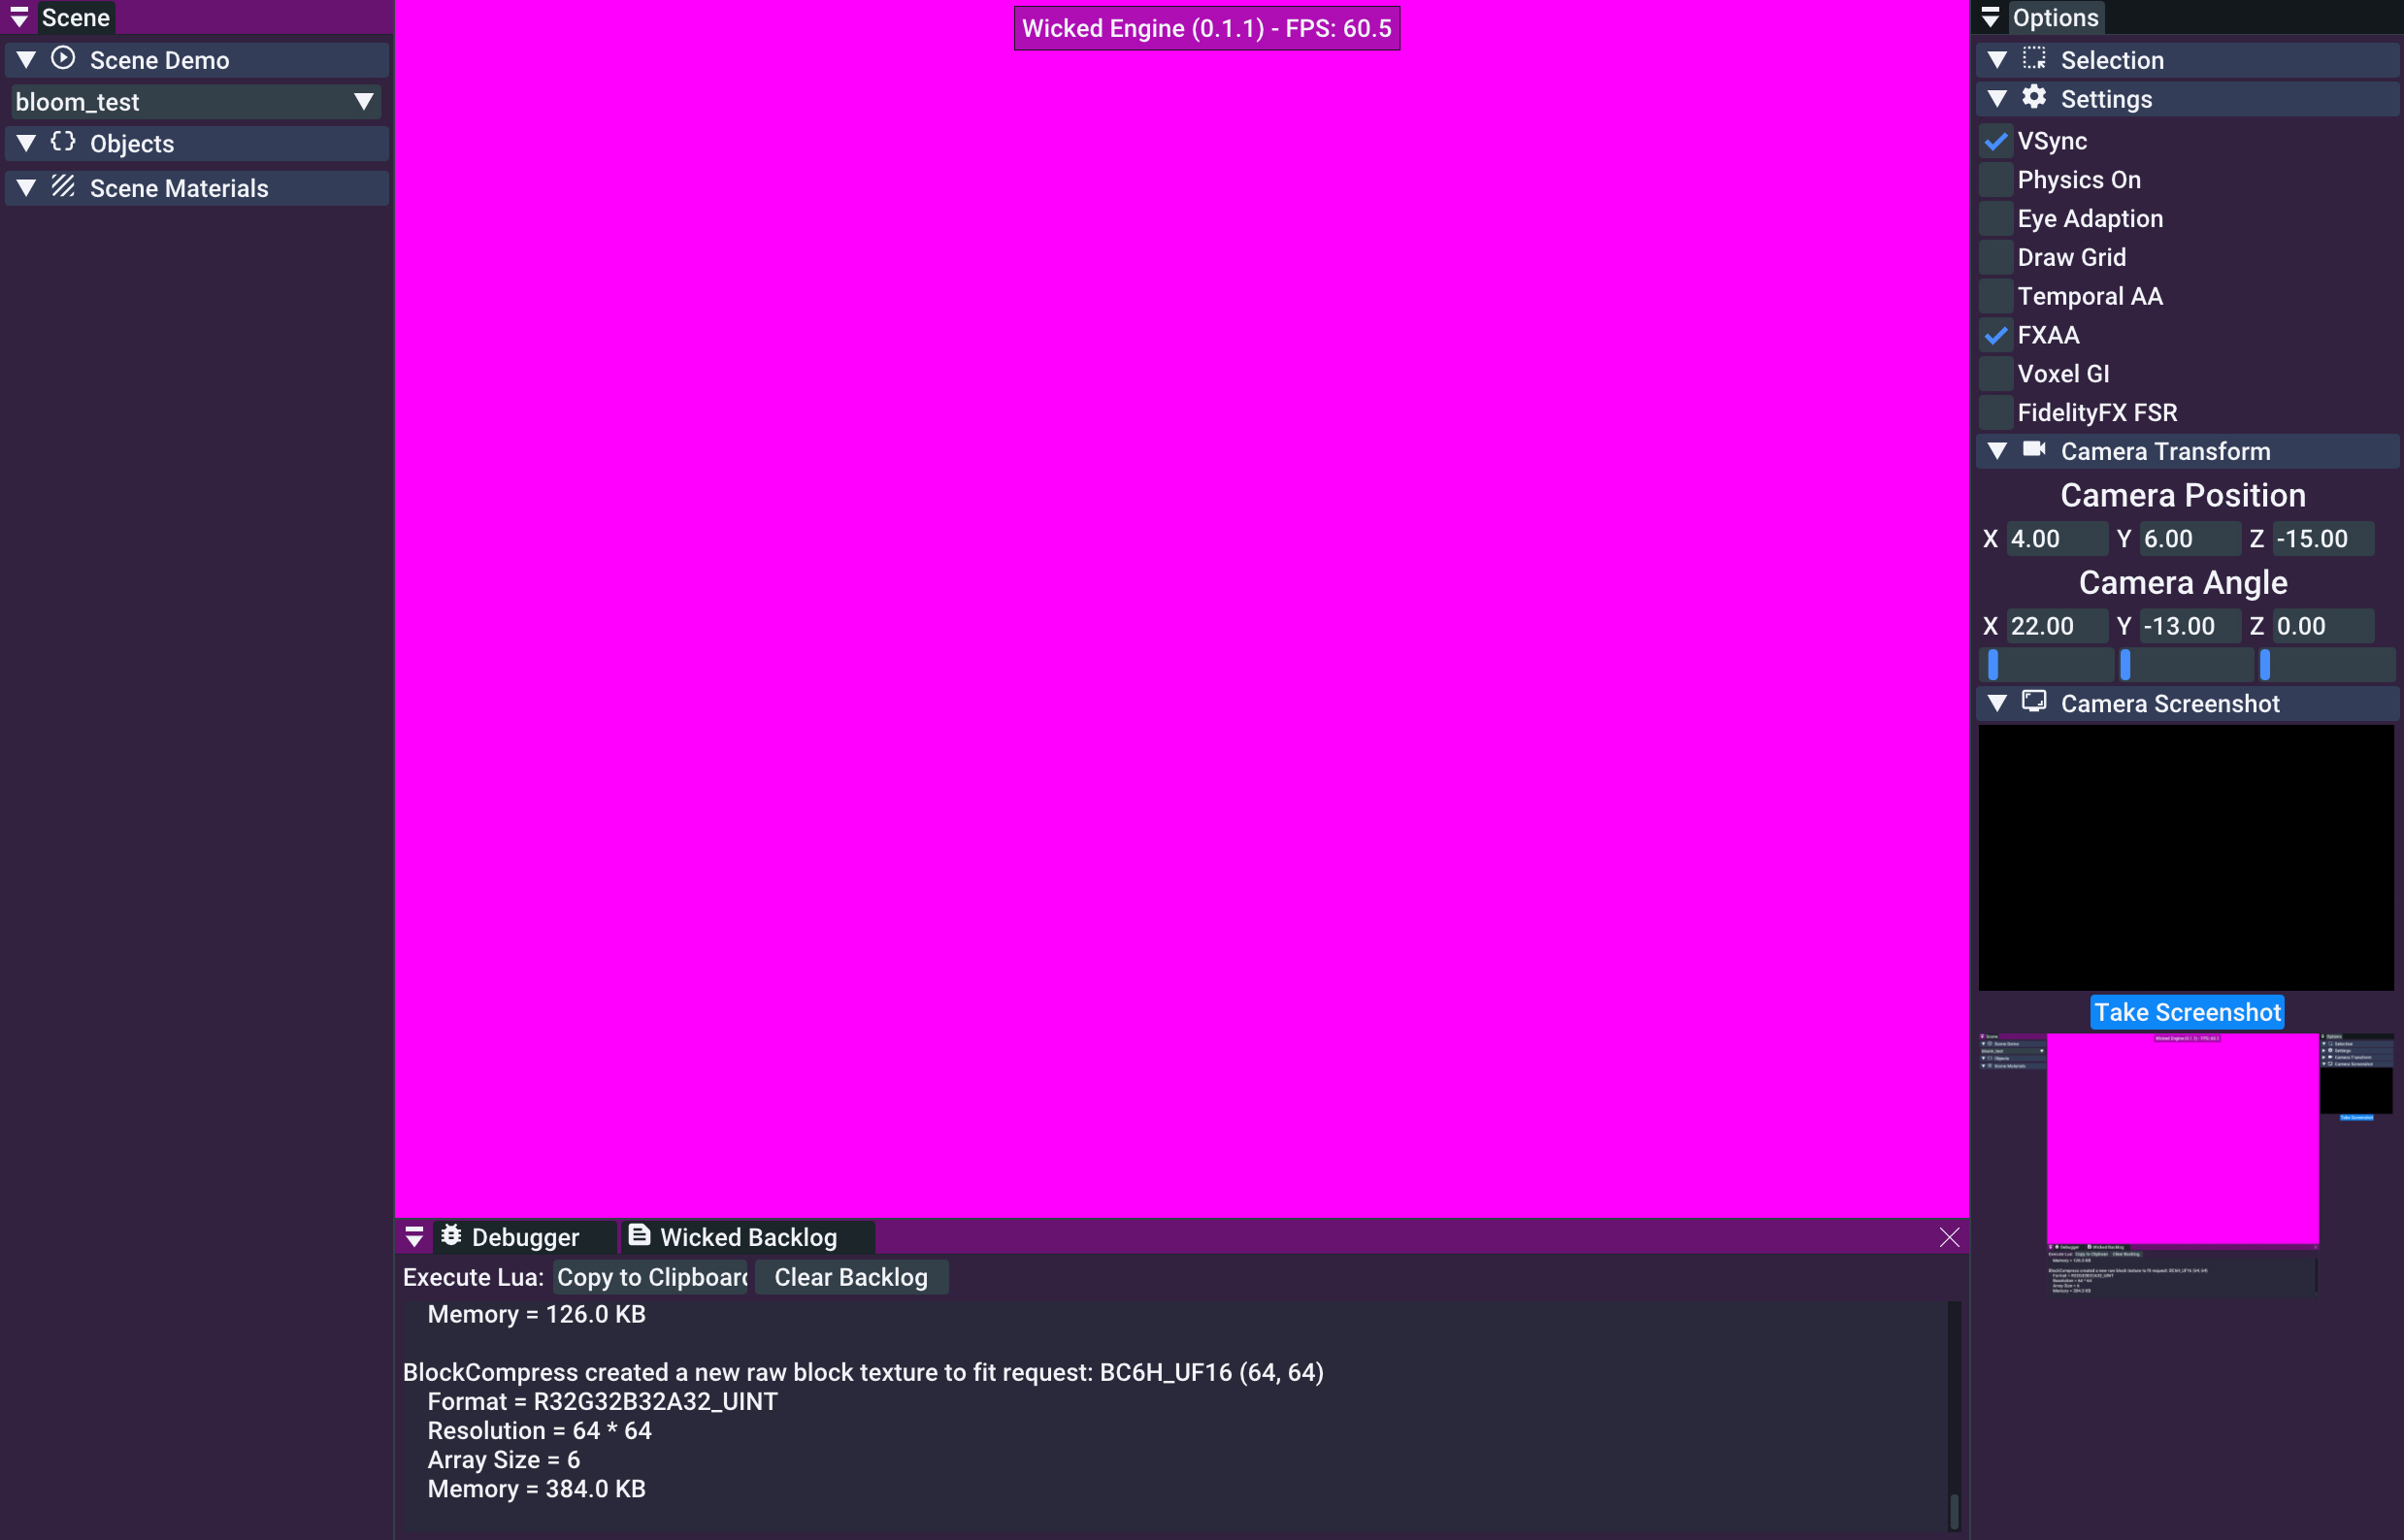 Scene
Scene Demo
bloom_test
Objects
Scene Materials
Wicked Engine (0.1.1) - FPS: 60.5
Options
Selection
Settings
VSync
Physics On
Eye Adaption
Draw Grid
Temporal AA
FXAA
Voxel GI
FidelityFX FSR
Camera Transform
Camera Position
X 4.00 Y 6.00 Z -15.00
Camera Angle
X 22.00 Y -13.00 Z 0.00
Camera Screenshot
Take Screenshot
Debugger Wicked Backlog
Execute Lua: Copy to Clipboard Clear Backlog
Memory = 126.0 KB
BlockCompress created a new raw block texture to fit request: BC6H_UF16 (64, 64)
Format = R32G32B32A32_UINT
Resolution = 64 * 64
Array Size = 6
Memory = 384.0 KB